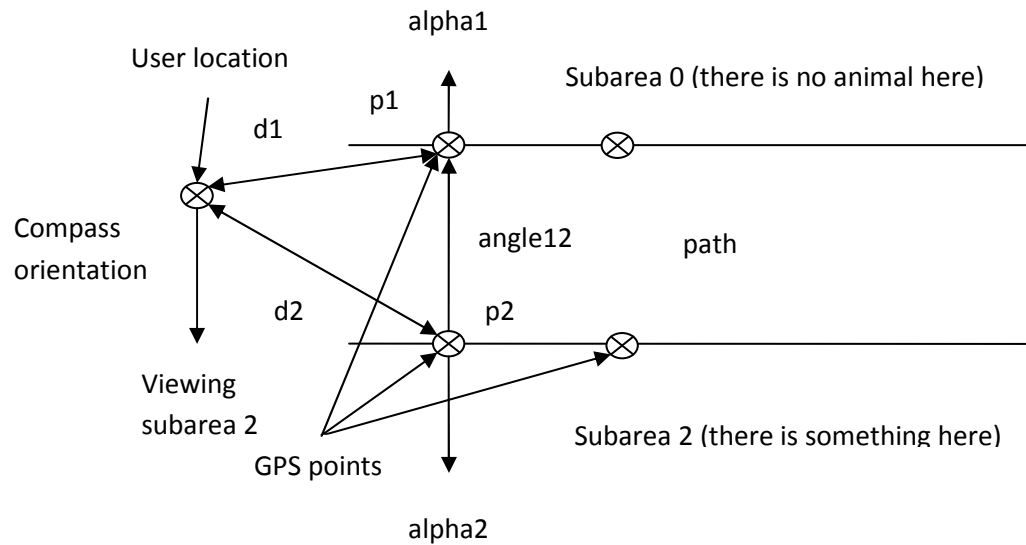 alpha1
User location
Subarea 0 (there is no animal here)
p1
d1
Compass
orientation
angle12
path
d2
p2
Viewing
subarea 2
Subarea 2 (there is something here)
GPS points
alpha2